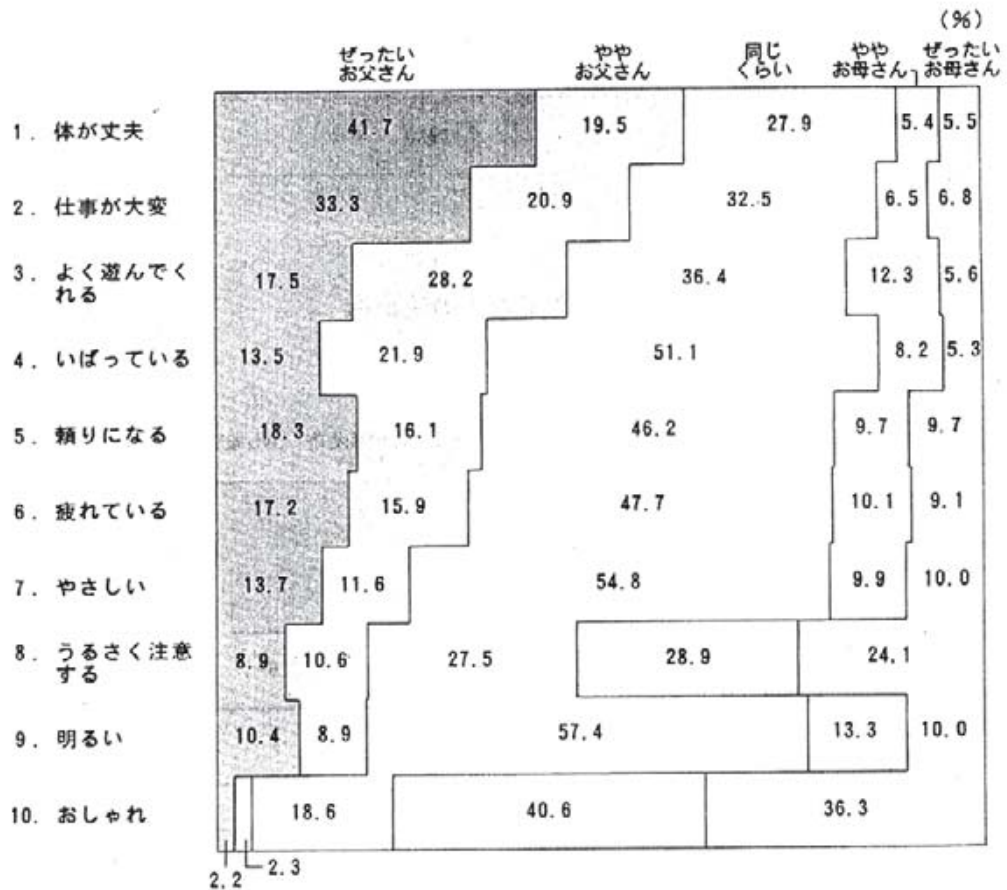 (%)
ぜったい
お父さん
やや
お父さん
同じ
くらい
やや
お母さん
ぜったい
お母さん
1. 体が丈夫 41.7 19.5 27.9 5.4 5.5
2. 仕事が大変 33.3 20.9 32.5 6.5 6.8
3. よく遊んでく
れる 17.5 28.2 36.4 12.3 5.6
4. いばっている 13.5 21.9 51.1 8.2 5.3
5. 頼りになる 18.3 16.1 46.2 9.7 9.7
6. 疲れている 17.2 15.9 47.7 10.1 9.1
7. やさしい 13.7 11.6 54.8 9.9 10.0
8. うるさく注意
する 8.9 10.6 27.5 28.9 24.1
9. 明るい 10.4 8.9 57.4 13.3 10.0
10. おしゃれ 18.6 40.6 36.3
2.2 2.3